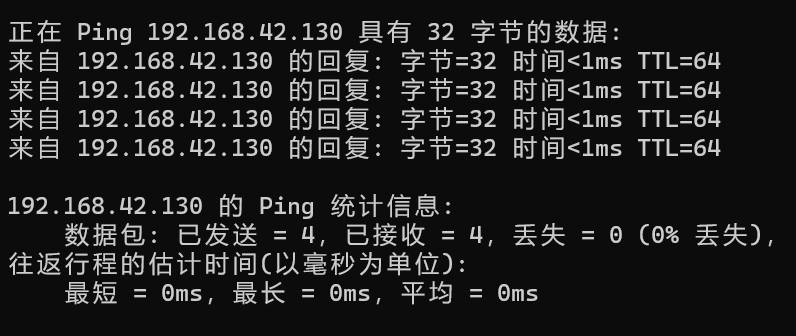 正在 Ping 192.168.42.130 具有 32 字节的数据:
来自 192.168.42.130 的回复: 字节=32 时间<1ms TTL=64
来自 192.168.42.130 的回复: 字节=32 时间<1ms TTL=64
来自 192.168.42.130 的回复: 字节=32 时间<1ms TTL=64
来自 192.168.42.130 的回复: 字节=32 时间<1ms TTL=64
192.168.42.130 的 Ping 统计信息:
数据包: 已发送 = 4，已接收 = 4，丢失 = 0 (0% 丢失)，
往返行程的估计时间(以毫秒为单位):
最短 = 0ms，最长 = 0ms，平均 = 0ms